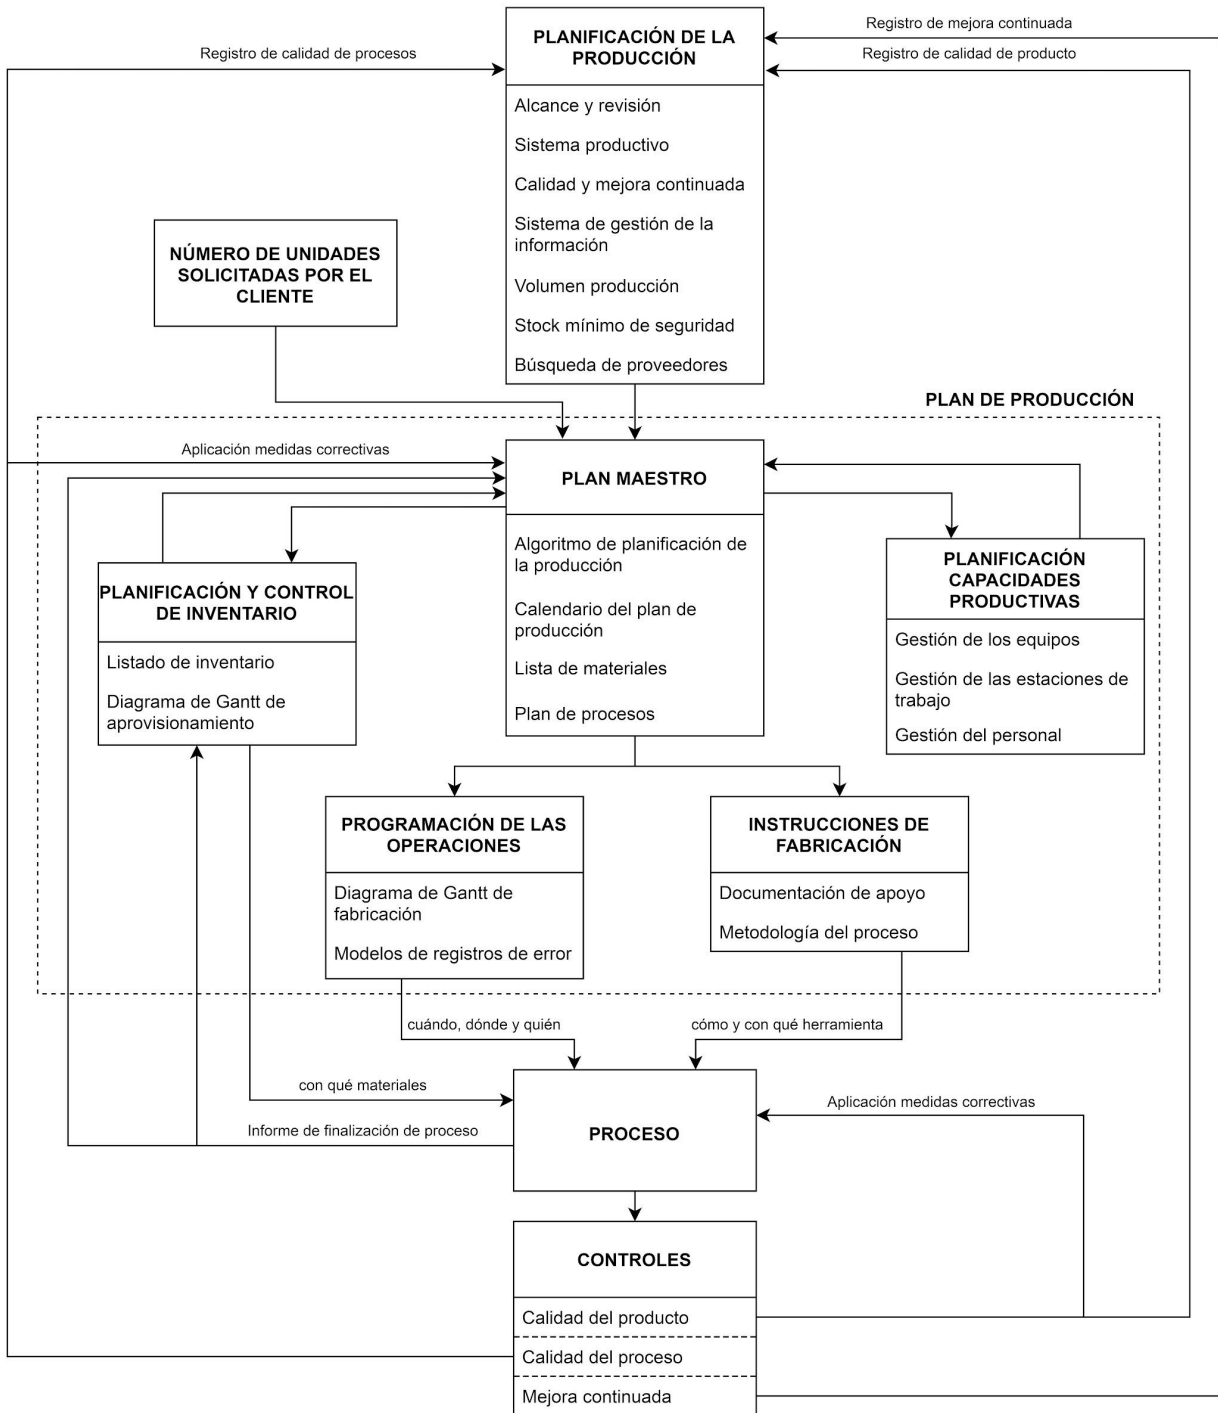 Registro de mejora continuada
Registro de calidad de procesos
Registro de calidad de producto
PLANIFICACIÓN DE LA
PRODUCCIÓN
Alcance y revisión
Sistema productivo
Calidad y mejora continuada
Sistema de gestión de la
información
Volumen producción
Stock mínimo de seguridad
Búsqueda de proveedores
NÚMERO DE UNIDADES
SOLICITADAS POR EL
CLIENTE
PLAN DE PRODUCCIÓN
Aplicación medidas correctivas
PLAN MAESTRO
Algoritmo de planificación de
la producción
Calendario del plan de
producción
Lista de materiales
Plan de procesos
PLANIFICACIÓN Y CONTROL
DE INVENTARIO
Listado de inventario
Diagrama de Gantt de
aprovisionamiento
PLANIFICACIÓN
CAPACIDADES
PRODUCTIVAS
Gestión de los equipos
Gestión de las estaciones de
trabajo
Gestión del personal
PROGRAMACIÓN DE LAS
OPERACIONES
Diagrama de Gantt de
fabricación
Modelos de registros de error
INSTRUCCIONES DE
FABRICACIÓN
Documentación de apoyo
Metodología del proceso
cuándo, dónde y quién
cómo y con qué herramienta
con qué materiales
Aplicación medidas correctivas
Informe de finalización de proceso
PROCESO
CONTROLES
Calidad del producto
Calidad del proceso
Mejora continuada